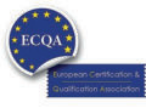 ECQA
European Certification &
Qualification Association